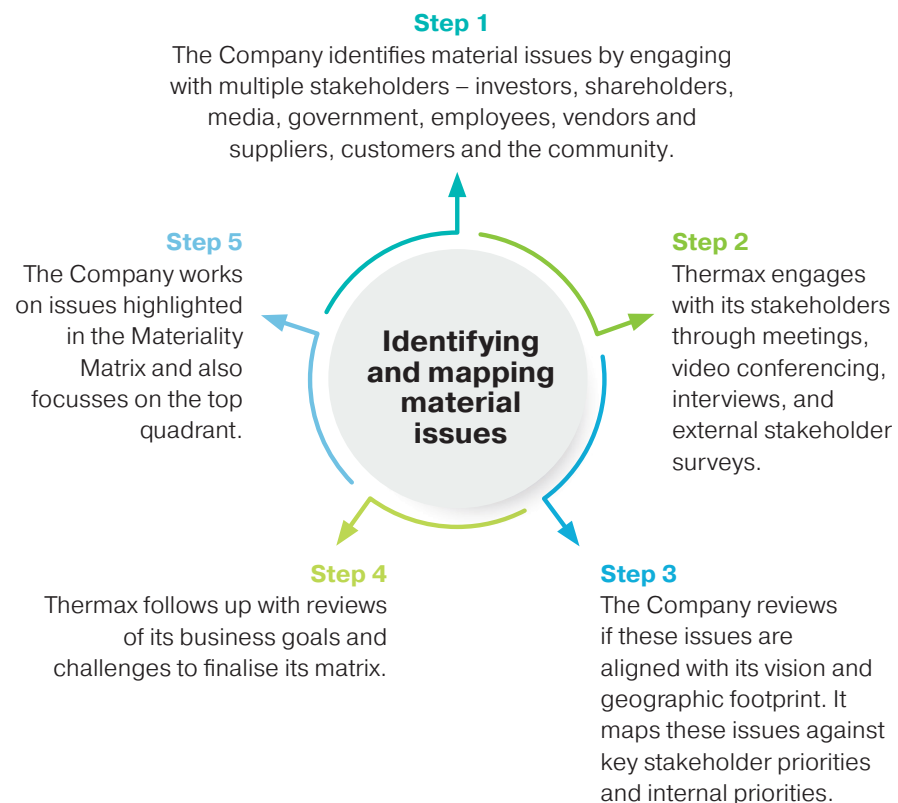 Step 1
The Company identifies material issues by engaging
with multiple stakeholders – investors, shareholders,
media, government, employees, vendors and
suppliers, customers and the community.
Step 2
Thermax engages
with its stakeholders
through meetings,
video conferencing,
interviews, and
external stakeholder
surveys.
Step 3
The Company reviews
if these issues are
aligned with its vision and
geographic footprint. It
maps these issues against
key stakeholder priorities
and internal priorities.
Step 4
Thermax follows up with reviews
of its business goals and
challenges to finalise its matrix.
Step 5
The Company works
on issues highlighted
in the Materiality
Matrix and also
focusses on the top
quadrant.
Identifying
and mapping
material
issues